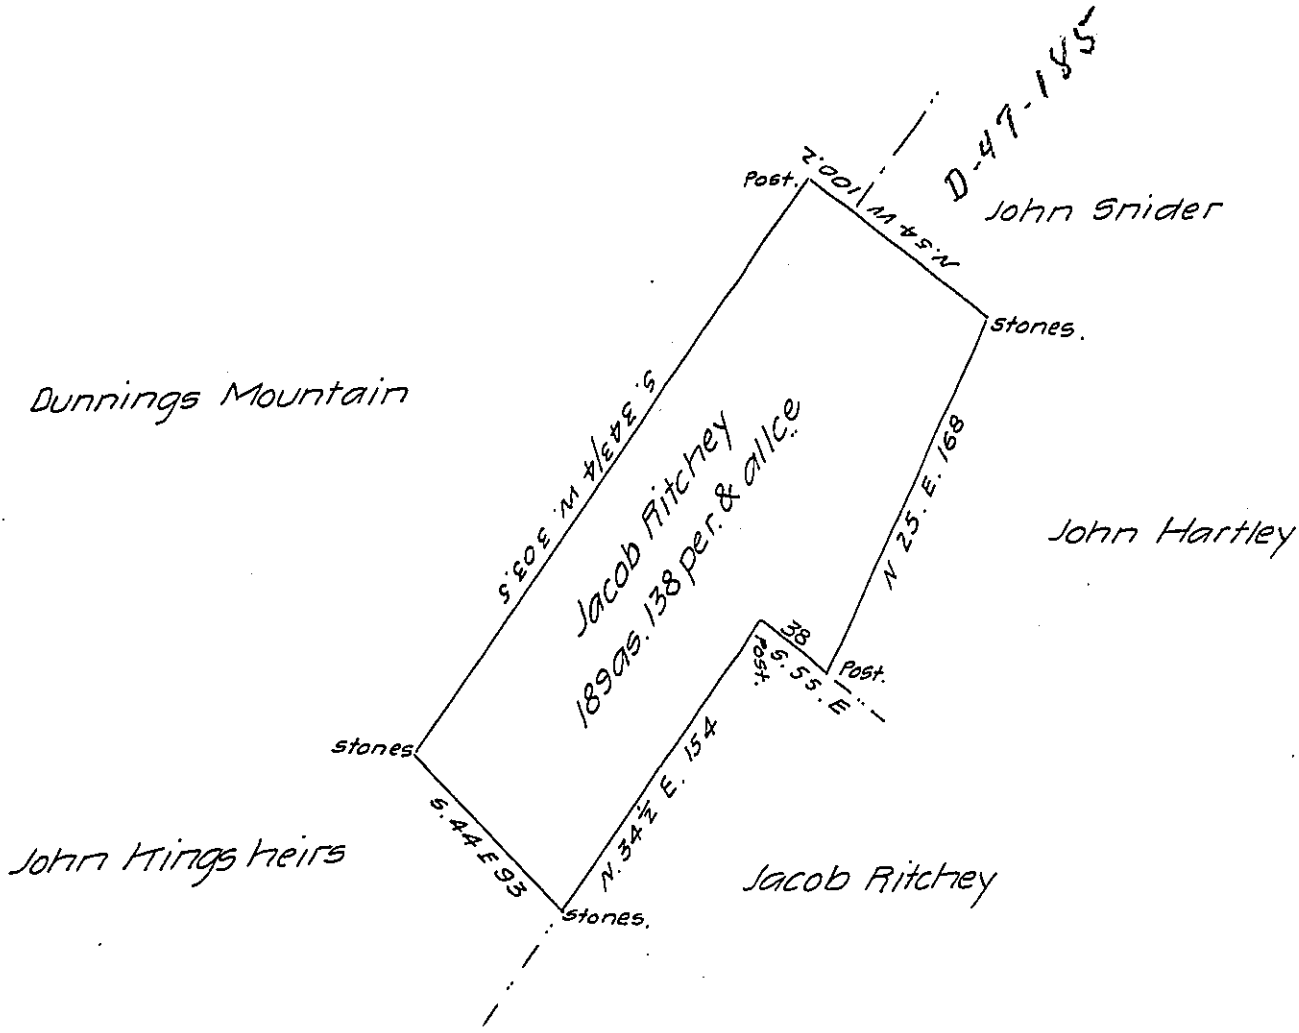 D-47-185
Post.
N. 54 W 100.2
John Snider
stones.
Dunnings Mountain
S. 34 3/4 W. 303.5
Jacob Ritchey
189as. 138 per. & allce
N 25. E. 168
John Hartley
38
S. 55. E
Post.
Post.
stones
S. 44 E 93
N. 34 1/2 E. 154
John Kings heirs
Jacob Ritchey
stones.